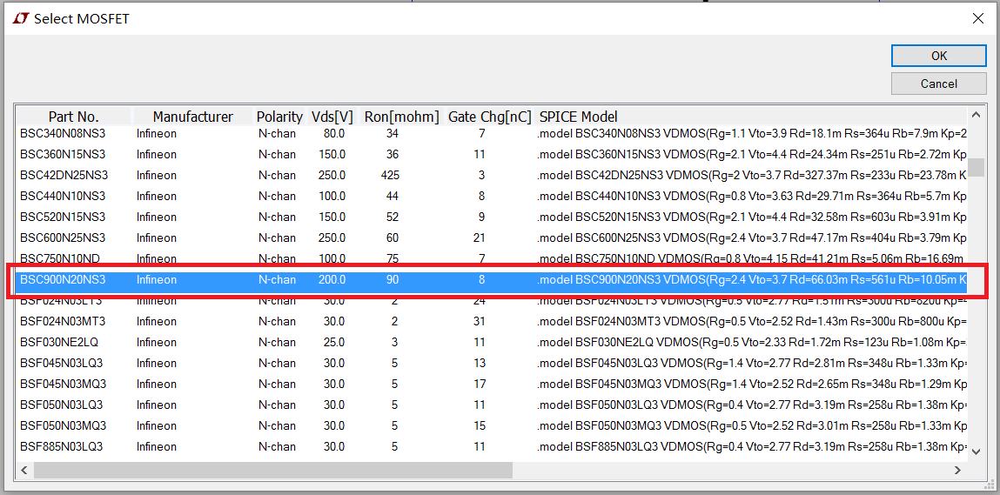 Select MOSFET
OK
Cancel
Part No. Manufacturer Polarity Vds[V] Ron[mohm] Gate Chg[nC] SPICE Model
BSC340N08NS3 Infineon N-chan 80.0 34 7 .model BSC340N08NS3 VDMOS(Rg=1.1 Vto=3.9 Rd=18.1m Rs=364u Rb=7.9m Kp=2
BSC360N15NS3 Infineon N-chan 150.0 36 11 .model BSC360N15NS3 VDMOS(Rg=2.1 Vto=4.4 Rd=24.34m Rs=251u Rb=2.72m Kp
BSC42DN25NS3 Infineon N-chan 250.0 425 3 .model BSC42DN25NS3 VDMOS(Rg=2 Vto=3.7 Rd=327.37m Rs=233u Rb=23.78m K
BSC440N10NS3 Infineon N-chan 100.0 44 8 .model BSC440N10NS3 VDMOS(Rg=0.8 Vto=3.63 Rd=29.71m Rs=364u Rb=5.7m Kp
BSC520N15NS3 Infineon N-chan 150.0 52 9 .model BSC520N15NS3 VDMOS(Rg=2.1 Vto=4.4 Rd=32.58m Rs=603u Rb=3.91m Kp
BSC600N25NS3 Infineon N-chan 250.0 60 21 .model BSC600N25NS3 VDMOS(Rg=2.4 Vto=3.7 Rd=47.17m Rs=404u Rb=3.79m Kp
BSC750N10ND Infineon N-chan 100.0 75 7 .model BSC750N10ND VDMOS(Rg=0.8 Vto=4.15 Rd=41.21m Rs=5.06m Rb=16.69m
BSC900N20NS3 Infineon N-chan 200.0 90 8 .model BSC900N20NS3 VDMOS(Rg=2.4 Vto=3.7 Rd=66.03m Rs=561u Rb=10.05m K
BSF024N03LT3 Infineon N-chan 30.0 2 24 .model BSF024N03LT3 VDMOS(Rg=0.5 Vto=2.77 Rd=1.51m Rs=300u Rb=820u
BSF024N03MT3 Infineon N-chan 30.0 2 31 .model BSF024N03MT3 VDMOS(Rg=0.5 Vto=2.52 Rd=1.43m Rs=300u Rb=800u Kp=
BSF030NE2LQ Infineon N-chan 25.0 3 11 .model BSF030NE2LQ VDMOS(Rg=0.5 Vto=2.33 Rd=1.72m Rs=123u Rb=1.08m Kp=
BSF045N03LQ3 Infineon N-chan 30.0 5 13 .model BSF045N03LQ3 VDMOS(Rg=1.4 Vto=2.77 Rd=2.81m Rs=348u Rb=1.33m Kp=
BSF045N03MQ3 Infineon N-chan 30.0 5 17 .model BSF045N03MQ3 VDMOS(Rg=1.4 Vto=2.52 Rd=2.65m Rs=348u Rb=1.29m Kp
BSF050N03LQ3 Infineon N-chan 30.0 5 11 .model BSF050N03LQ3 VDMOS(Rg=0.4 Vto=2.77 Rd=3.19m Rs=258u Rb=1.38m Kp=
BSF050N03MQ3 Infineon N-chan 30.0 5 15 .model BSF050N03MQ3 VDMOS(Rg=0.5 Vto=2.52 Rd=3.01m Rs=258u Rb=1.33m Kp
BSF885N03LQ3 Infineon N-chan 30.0 5 11 .model BSF885N03LQ3 VDMOS(Rg=0.4 Vto=2.77 Rd=3.19m Rs=258u Rb=1.38m Kp=